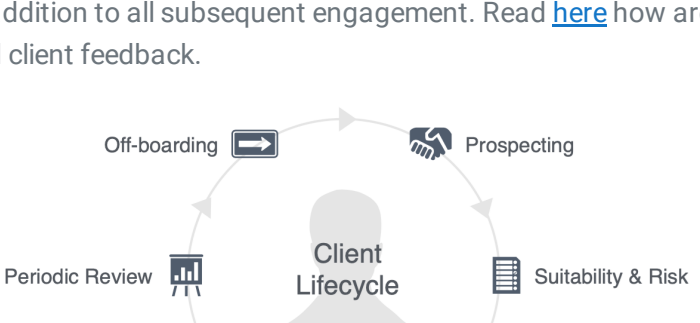 ddition to all subsequent engagement. Read here how
client feedback.
Off-boarding
Prospecting
Client
Lifecycle
Periodic Review
Suitability & Risk